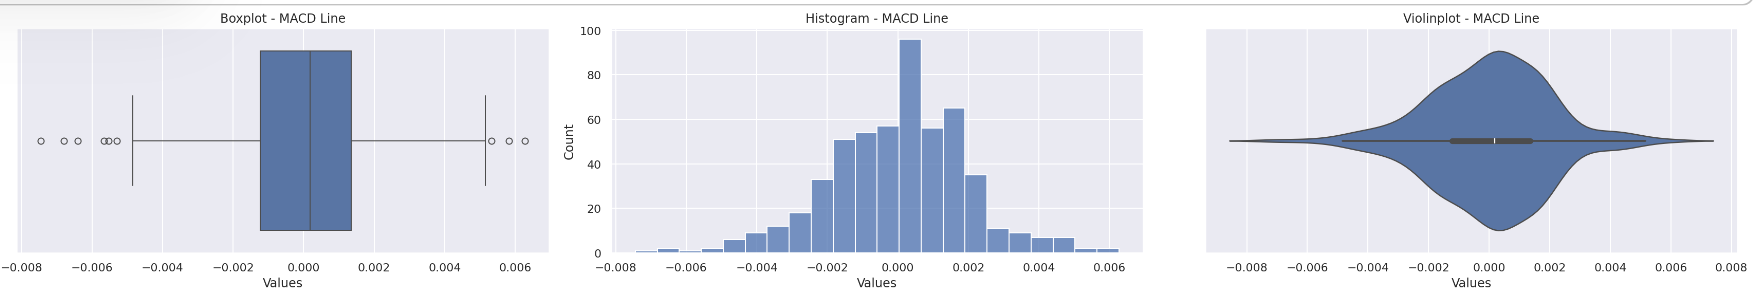 Boxplot - MACD Line
−0.008 −0.006 −0.004 −0.002 0.000 0.002 0.004 0.006
Values
Histogram - MACD Line
100
80
60
40
20
0
Count
−0.008 −0.006 −0.004 −0.002 0.000 0.002 0.004 0.006
Values
Violinplot - MACD Line
−0.008 −0.006 −0.004 −0.002 0.000 0.002 0.004 0.006 0.008
Values